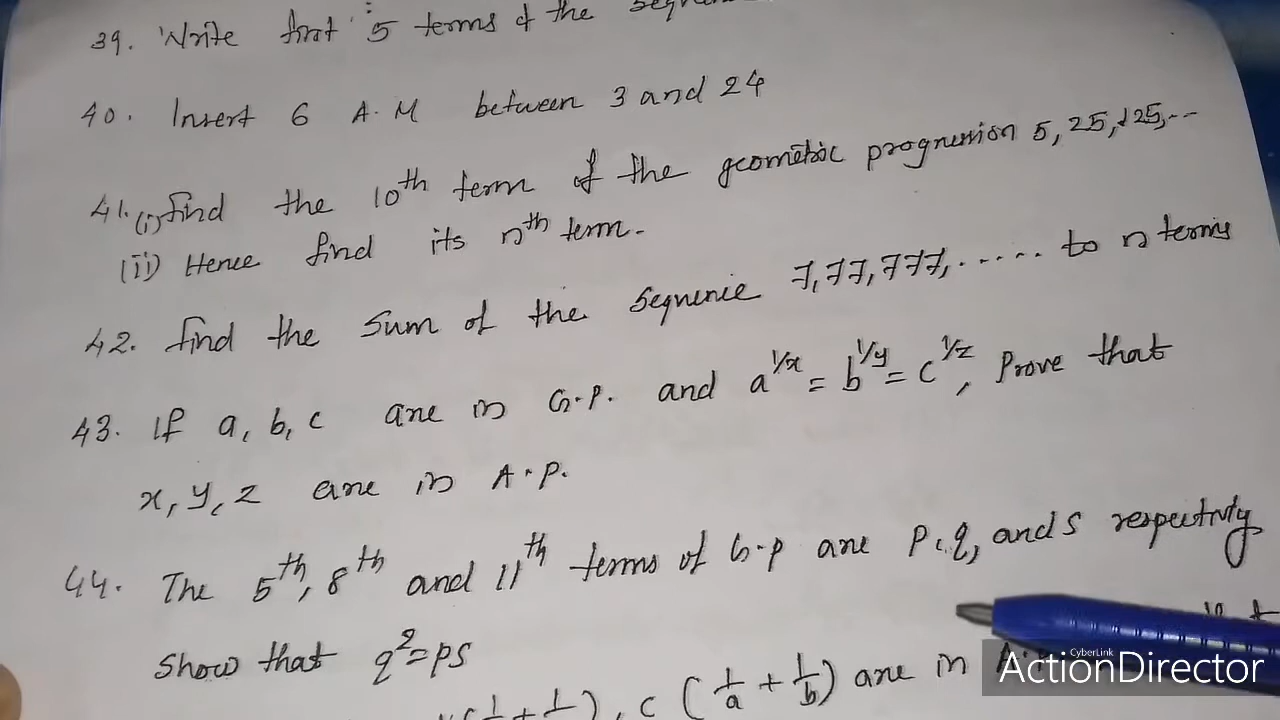 39. Write first 5 terms of the
40. Insert 6 A.M between 3 and 24
41. (i) find the 10th term of the geometric progression 5, 25, 125, ...
(ii) Hence find its nth term.
42. find the sum of the sequence 7, 77, 777, ...... to n terms
43. If a, b, c are in G.P. and a^1/x = b^1/y = c^1/z, Prove that
x, y, z are in A.P.
44. The 5th, 8th and 11th terms of G.P are P, q, and s respectively
show that q²=ps
, c (1/a + 1/b) are in
CyberLink
ActionDirector